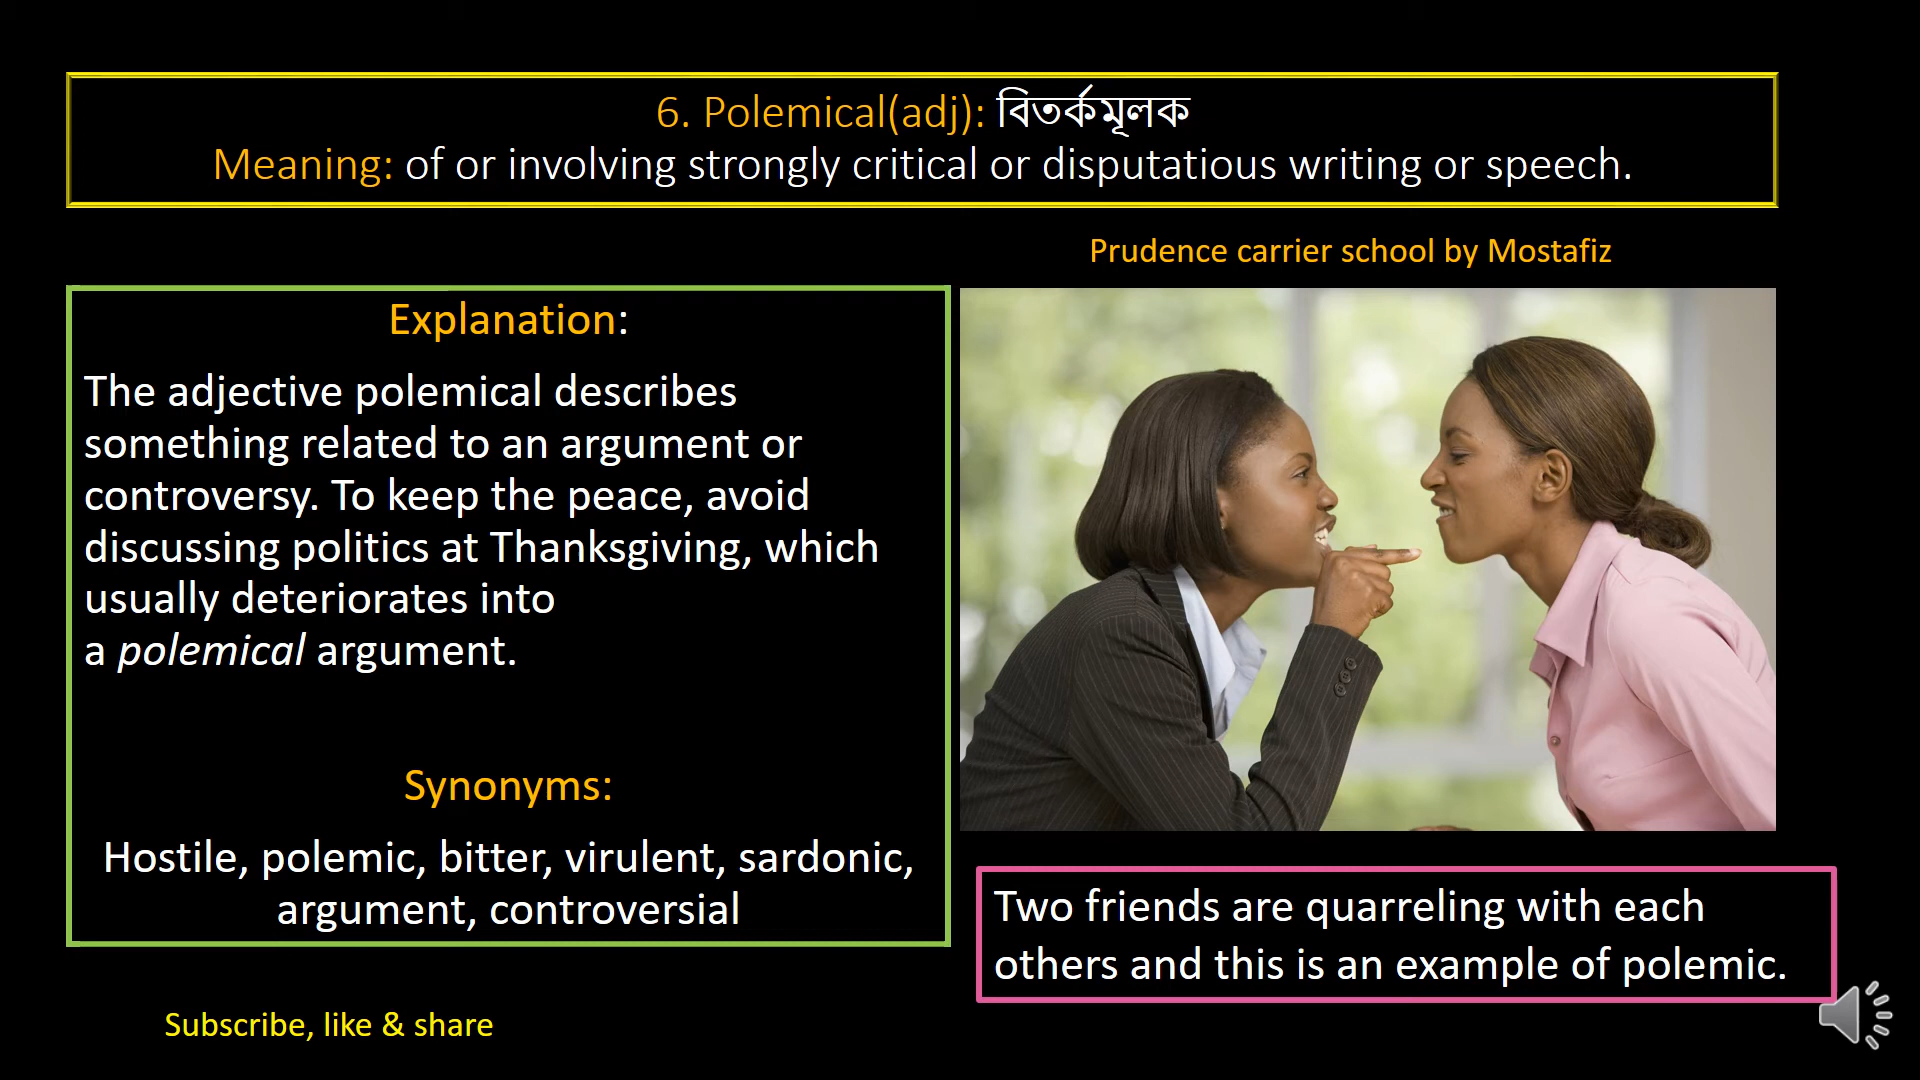 6. Polemical(adj): বিতর্কমূলক
Meaning: of or involving strongly critical or disputatious writing or speech.
Prudence carrier school by Mostafiz
Explanation:
The adjective polemical describes
something related to an argument or
controversy. To keep the peace, avoid
discussing politics at Thanksgiving, which
usually deteriorates into
a polemical argument.
Synonyms:
Hostile, polemic, bitter, virulent, sardonic,
argument, controversial
Two friends are quarreling with each
others and this is an example of polemic.
Subscribe, like & share